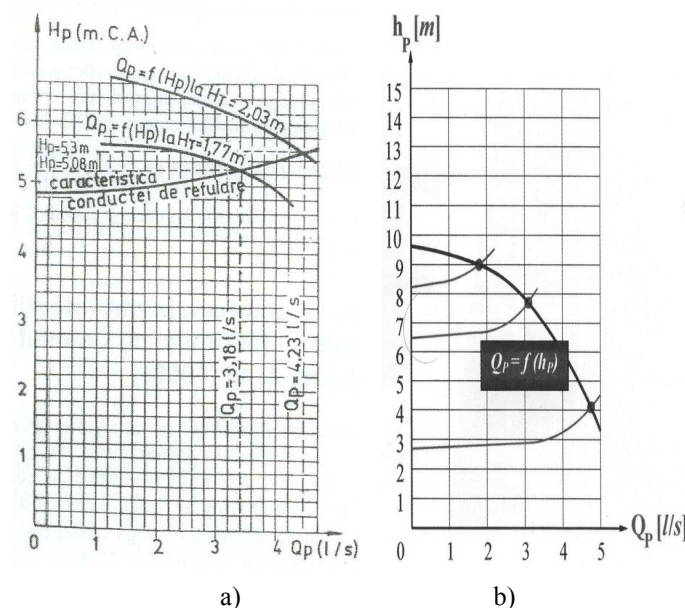 Hp (m. C.A.)
Qp = f (Hp) la HT = 2,03 m
Qp = f(Hp) la HT = 1,77 m
6
Hp=5,3m
Hp=5,08m
5
caracteristica
conductei de refulare
4
3
2
1
Qp=3,18 l/s
Qp=4,23 l/s
0
1
2
3
4
Qp (l/s)
a)
hp [m]
15
14
13
12
11
10
9
8
7
6
5
4
3
2
1
Qp=f(hp)
0
1
2
3
4
5
Qp [l/s]
b)